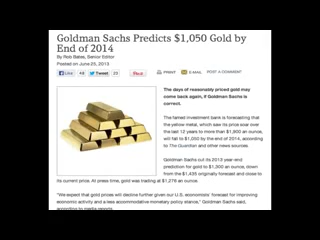 Goldman Sachs Predicts $1,050 Gold by
End of 2014
By Rob Bates, Senior Editor
Posted on June 25, 2013
Like
Tweet
Pin it
Share
PRINT
E-MAIL
POST A COMMENT
The days of reasonably priced gold may
come back again, if Goldman Sachs is
correct.
The famed investment bank is forecasting that
the yellow metal, which saw its price soar over
the last 12 years to more than $1,900 an ounce,
will fall to $1,050 by the end of 2014, according
to The Guardian and other news sources.
Goldman Sachs cut its 2013 year-end
prediction for gold to $1,300 an ounce, down
from the $1,435 originally forecast and close to
its current price. At press time, gold was trading at $1,279 an ounce.
"We expect that gold prices will decline further given our U.S. economists' forecast for improving
economic activity and a less accommodative monetary policy stance," Goldman Sachs said,
according to media reports.